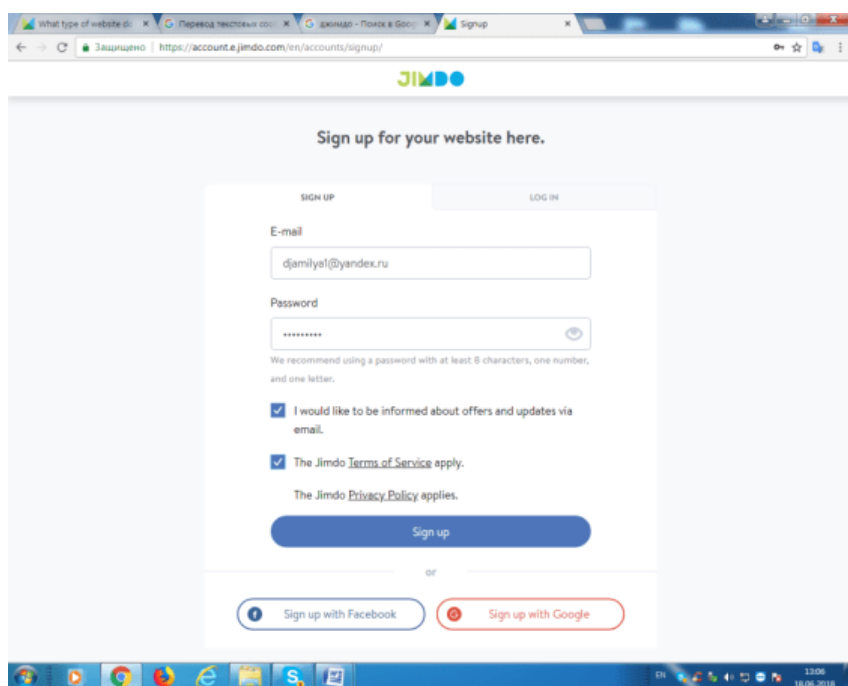 What type of website do
Перевод текстовых соо
джимдо - Поиск в Goog
Signup
Защищено
https://account.e.jimdo.com/en/accounts/signup/
JIMDO
Sign up for your website here.
SIGN UP
LOG IN
E-mail
djamilya1@yandex.ru
Password
We recommend using a password with at least 8 characters, one number,
and one letter.
I would like to be informed about offers and updates via
email.
The Jimdo Terms of Service apply.
The Jimdo Privacy Policy applies.
Sign up
or
Sign up with Facebook
Sign up with Google
EN
13:06
18.06.2018